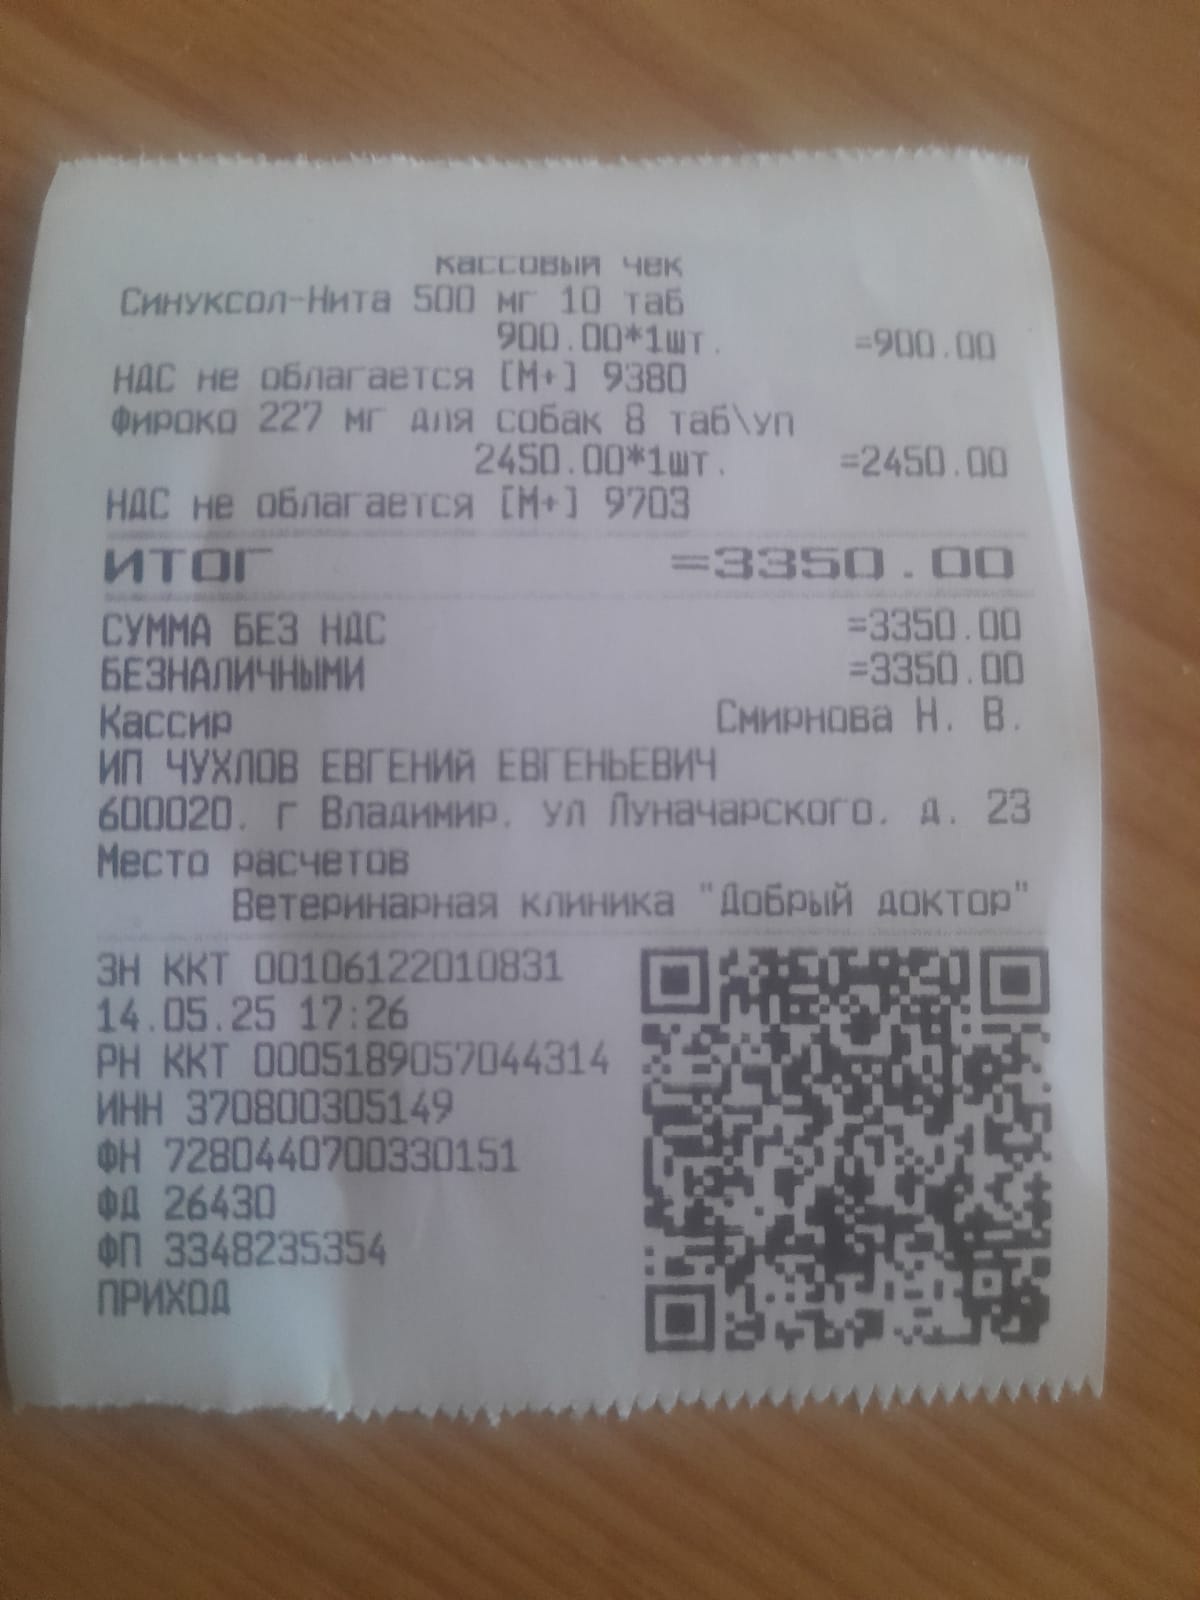 кассовый чек
Синуксол-Нита 500 мг 10 таб
900.00*1шт. =900.00
НДС не облагается [М+] 9380
Фироко 227 мг для собак 8 таб\уп
2450.00*1шт. =2450.00
НДС не облагается [М+] 9703
ИТОГ =3350.00
СУММА БЕЗ НДС =3350.00
БЕЗНАЛИЧНЫМИ =3350.00
Кассир Смирнова Н. В.
ИП ЧУХЛОВ ЕВГЕНИЙ ЕВГЕНЬЕВИЧ
600020, г Владимир, ул Луначарского, д. 23
Место расчетов
Ветеринарная клиника "Добрый доктор"
ЗН ККТ 00106122010831
14.05.25 17:26
РН ККТ 0005189057044314
ИНН 370800305149
ФН 7280440700330151
ФД 26430
ФП 3348235354
ПРИХОД